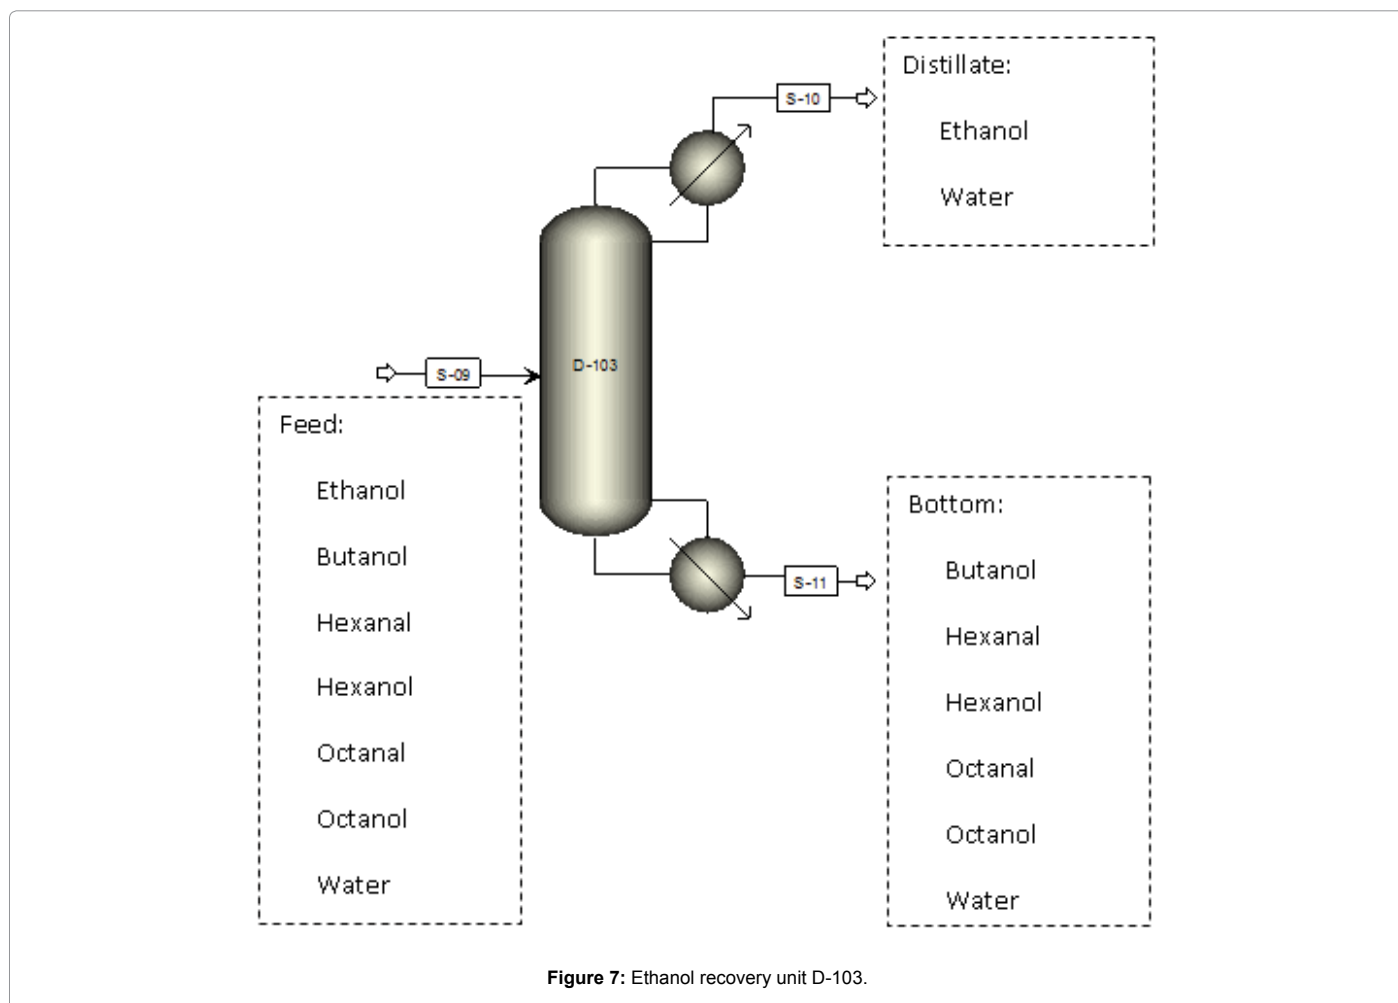 Distillate:
Ethanol
Water
S-10
D-103
S-09
Feed:
Ethanol
Butanol
Hexanal
Hexanol
Octanal
Octanol
Water
S-11
Bottom:
Butanol
Hexanal
Hexanol
Octanal
Octanol
Water
Figure 7: Ethanol recovery unit D-103.